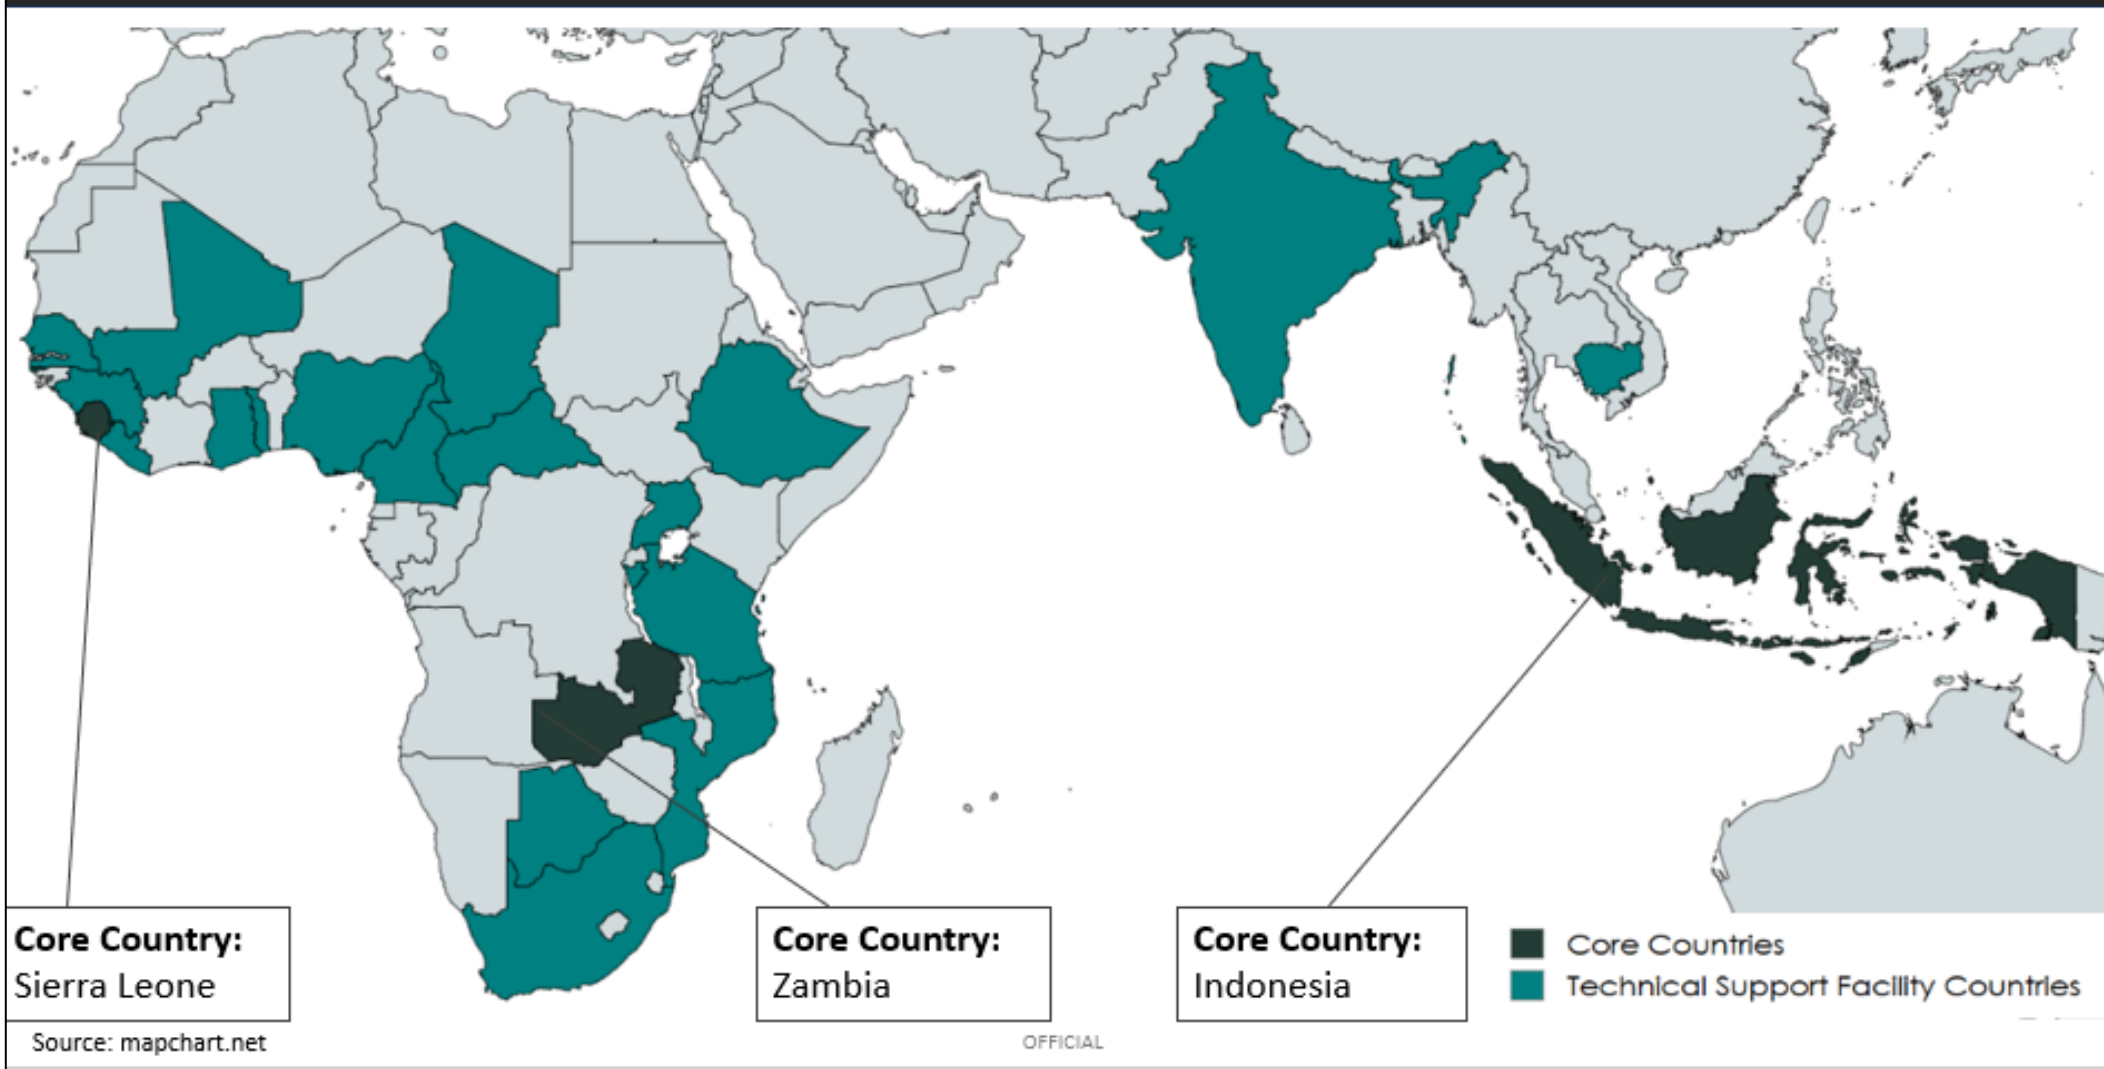 Core Country:
Sierra Leone
Core Country:
Zambia
Core Country:
Indonesia
Core Countries
Technical Support Facility Countries
Source: mapchart.net
OFFICIAL